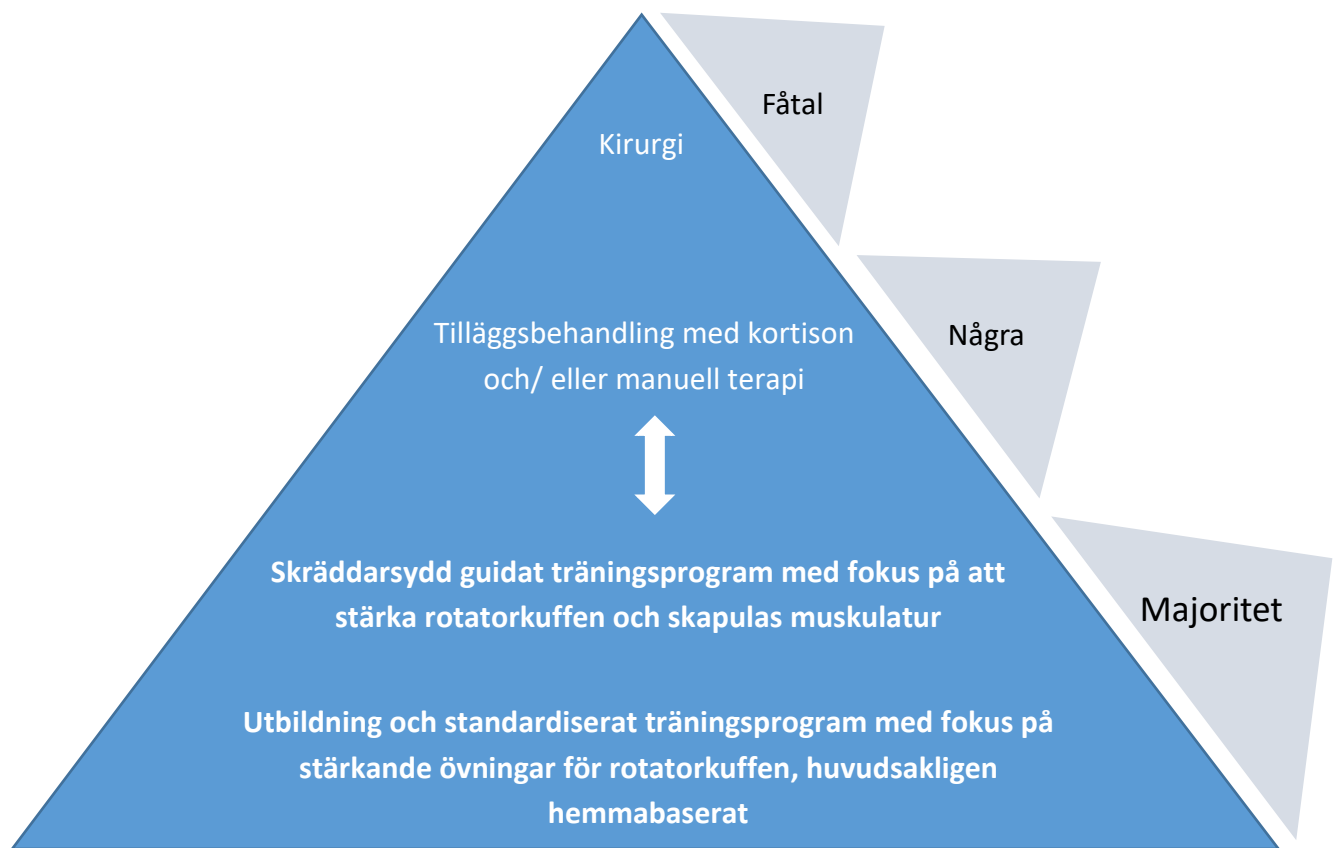 Fåtal
Kirurgi
Tilläggsbehandling med kortison
och/ eller manuell terapi
Några
Skräddarsydd guidat träningsprogram med fokus på att
stärka rotatorkuffen och skapulas muskulatur
Majoritet
Utbildning och standardiserat träningsprogram med fokus på
stärkande övningar för rotatorkuffen, huvudsakligen
hemmabaserat